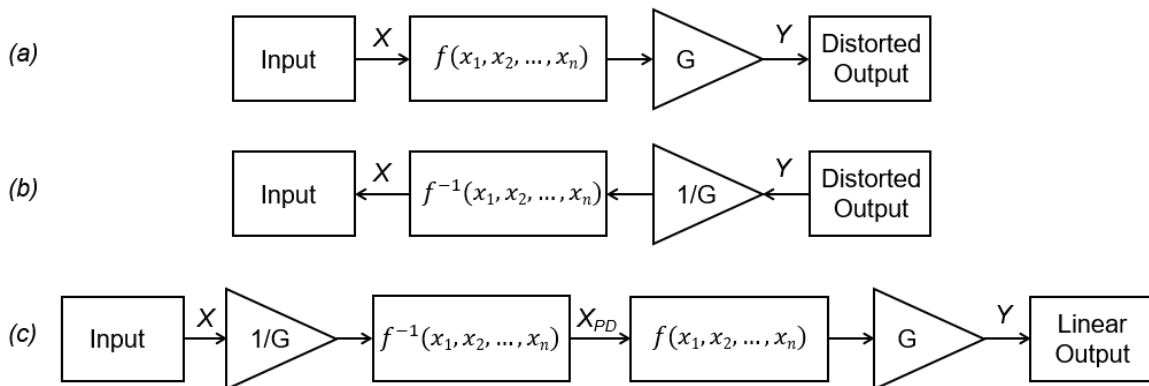 (a)
Input
X
f(x₁, x₂, …, xₙ)
G
Y
Distorted
Output
(b)
Input
X
f⁻¹(x₁, x₂, …, xₙ)
1/G
Y
Distorted
Output
(c)
Input
X
1/G
f⁻¹(x₁, x₂, …, xₙ)
X_PD
f(x₁, x₂, …, xₙ)
G
Y
Linear
Output